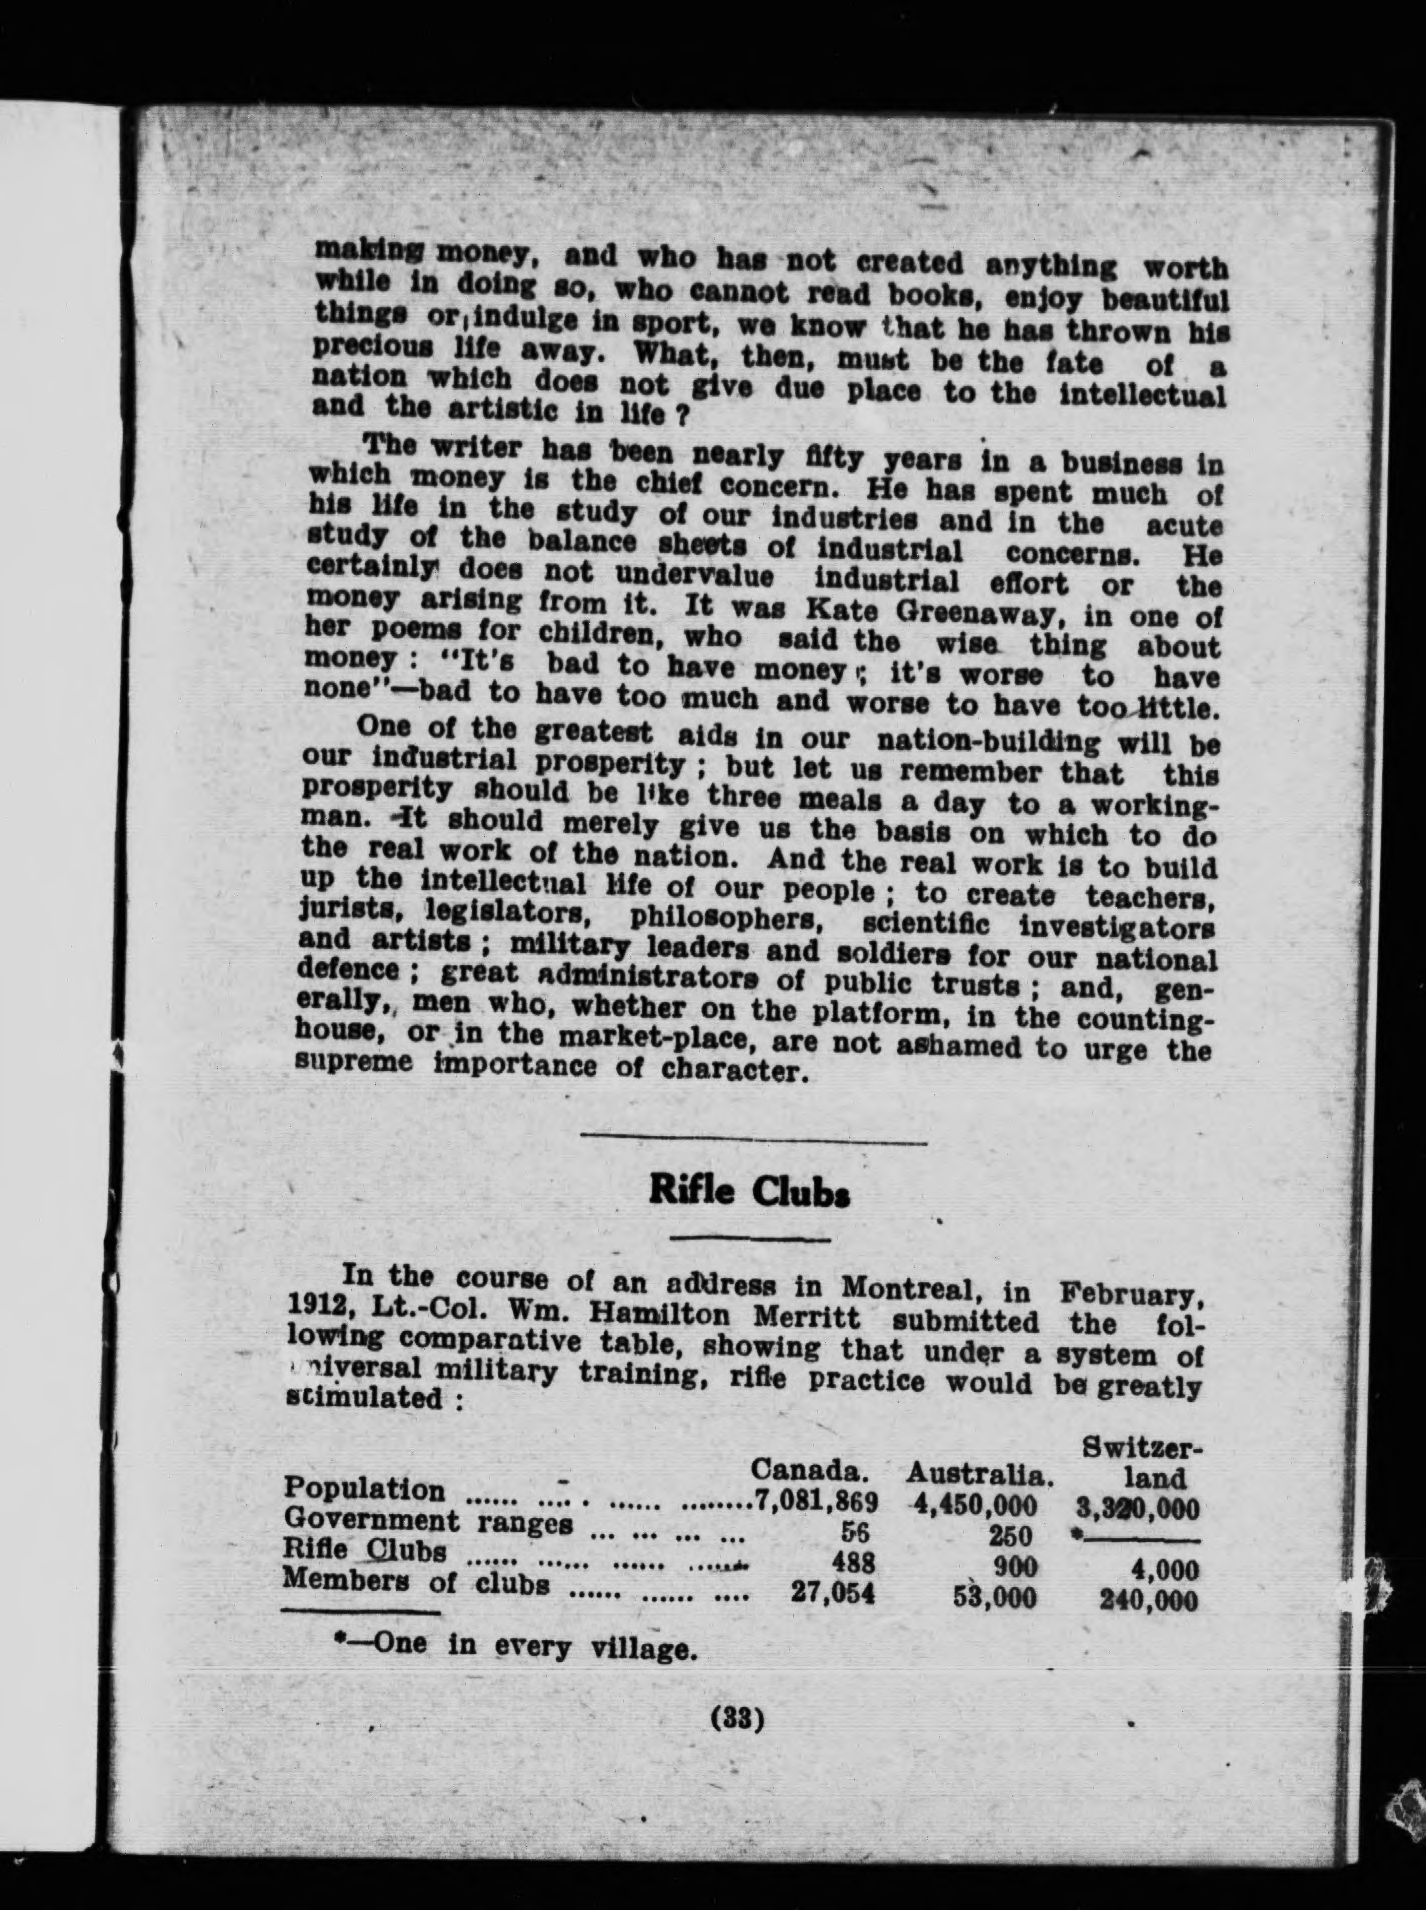 making money, and who has not created anything worth
while in doing so, who cannot read books, enjoy beautiful
things or indulge in sport, we know that he has thrown his
precious life away. What, then, must be the fate of a
nation which does not give due place to the intellectual
and the artistic in life ?
The writer has been nearly fifty years in a business in
which money is the chief concern. He has spent much of
his life in the study of our industries and in the acute
study of the balance sheets of industrial concerns. He
certainly does not undervalue industrial effort or the
money arising from it. It was Kate Greenaway, in one of
her poems for children, who said the wise thing about
money : "It's bad to have money ; it's worse to have
none"—bad to have too much and worse to have too little.
One of the greatest aids in our nation-building will be
our industrial prosperity ; but let us remember that this
prosperity should be like three meals a day to a working-
man. It should merely give us the basis on which to do
the real work of the nation. And the real work is to build
up the intellectual life of our people ; to create teachers,
jurists, legislators, philosophers, scientific investigators
and artists ; military leaders and soldiers for our national
defence ; great administrators of public trusts ; and, gen-
erally, men who, whether on the platform, in the counting-
house, or in the market-place, are not ashamed to urge the
supreme importance of character.
Rifle Clubs
In the course of an address in Montreal, in February,
1912, Lt.-Col. Wm. Hamilton Merritt submitted the fol-
lowing comparative table, showing that under a system of
universal military training, rifle practice would be greatly
stimulated :
Switzer-
Canada. Australia. land
Population ...... ..... . ...... .........7,081,869 4,450,000 3,320,000
Government ranges ... ... ... ... 56 250 *———
Rifle Clubs ...... ...... ...... ....... 488 900 4,000
Members of clubs ...... ...... .... 27,054 53,000 240,000
*—One in every village.
(33)